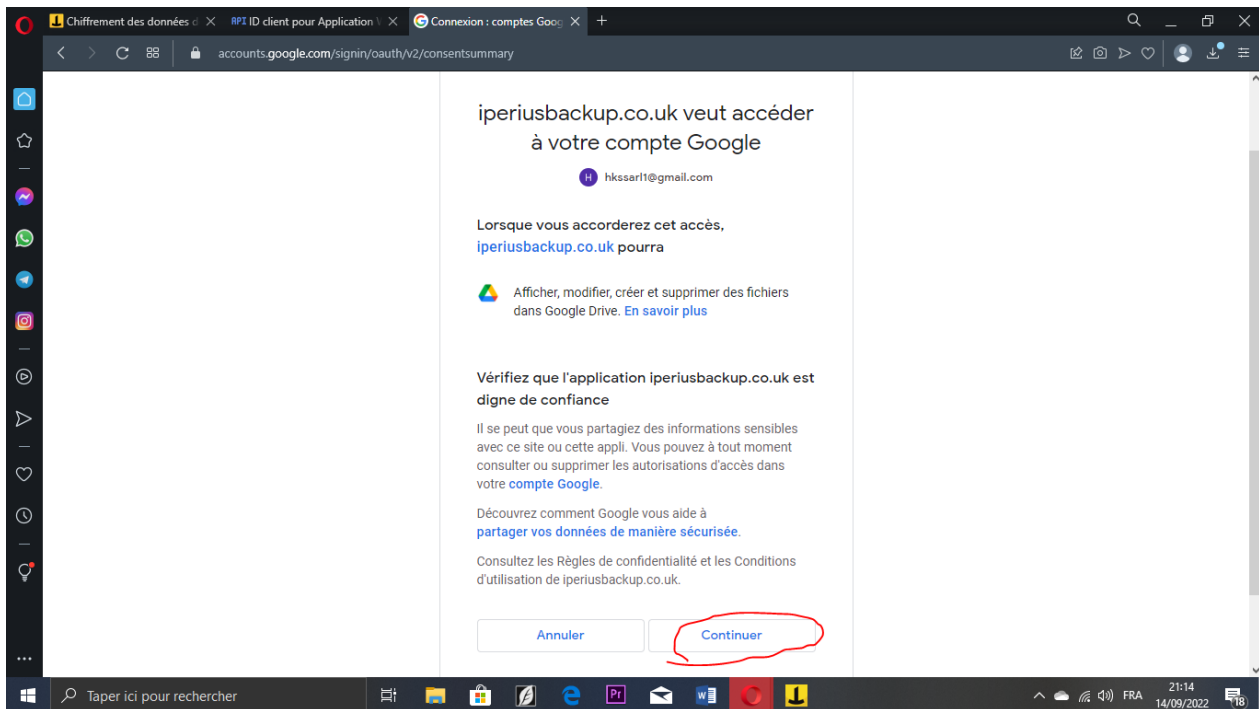 Chiffrement des données d
API ID client pour Application V
Connexion : comptes Goog
accounts.google.com/signin/oauth/v2/consentsummary
iperiusbackup.co.uk veut accéder
à votre compte Google
H hkssarl1@gmail.com
Lorsque vous accorderez cet accès,
iperiusbackup.co.uk pourra
Afficher, modifier, créer et supprimer des fichiers
dans Google Drive. En savoir plus
Vérifiez que l'application iperiusbackup.co.uk est
digne de confiance
Il se peut que vous partagiez des informations sensibles
avec ce site ou cette appli. Vous pouvez à tout moment
consulter ou supprimer les autorisations d'accès dans
votre compte Google.
Découvrez comment Google vous aide à
partager vos données de manière sécurisée.
Consultez les Règles de confidentialité et les Conditions
d'utilisation de iperiusbackup.co.uk.
Annuler
Continuer
Taper ici pour rechercher
Pr
FRA
21:14
14/09/2022
18